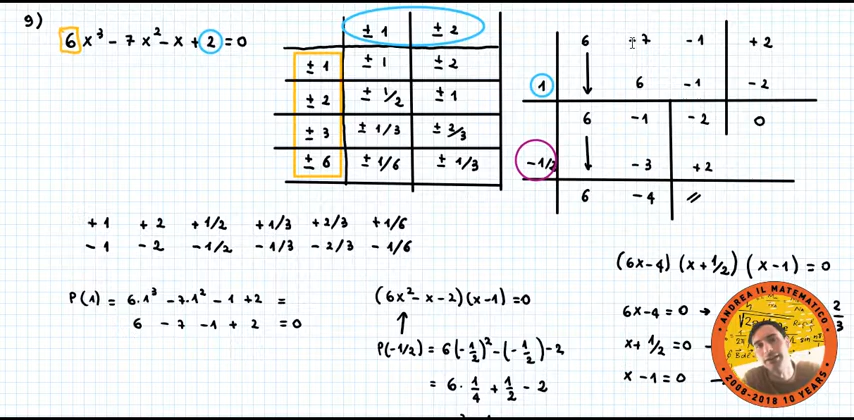 9)
6 x³ - 7 x² - x + 2 = 0
± 1 ± 2
± 1 ± 1 ± 2
± 2 ± 1/2 ± 1
± 3 ± 1/3 ± 2/3
± 6 ± 1/6 ± 1/3
6 -7 -1 +2
1 6 -1 -2
6 -1 -2 0
-1/2 -3 +2
6 -4 //
+1 +2 +1/2 +1/3 +2/3 +1/6
-1 -2 -1/2 -1/3 -2/3 -1/6
P(1) = 6·1³ - 7·1² - 1 + 2 =
6 - 7 - 1 + 2 = 0
(6x² - x - 2)(x - 1) = 0
P(-1/2) = 6(-1/2)² - (-1/2) - 2
= 6 · 1/4 + 1/2 - 2
(6x-4) (x+1/2) (x-1) = 0
6x-4 = 0 → 2/3
x+1/2 = 0
x-1 = 0
ANDREA IL MATEMATICO
2008-2018 10 YEARS